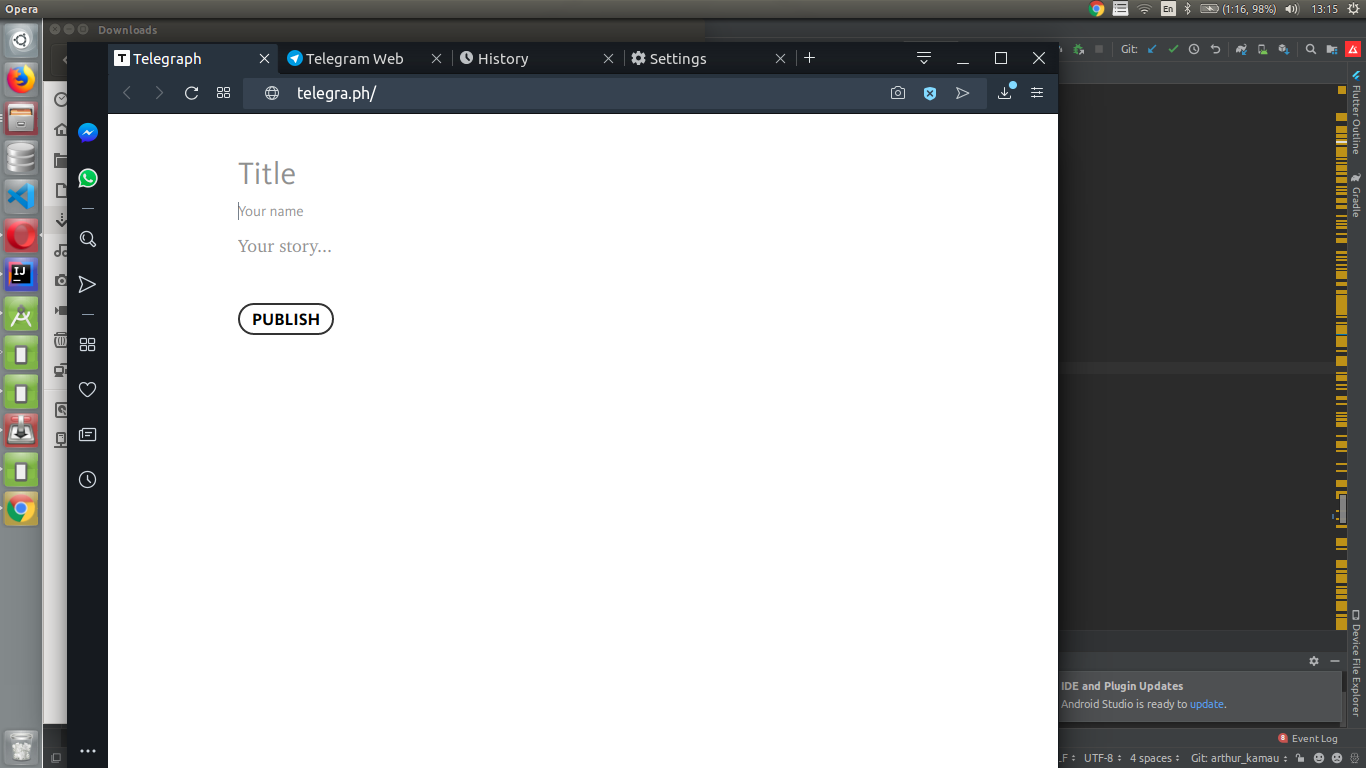 Opera
En
(1:16, 98%)
13:15
Downloads
Git:
Telegraph
Telegram Web
History
Settings
telegra.ph/
Title
Your name
Your story...
PUBLISH
Flutter Outline
Gradle
Device File Explorer
IDE and Plugin Updates
Android Studio is ready to update.
8 Event Log
LF
UTF-8
4 spaces
Git: arthur_kamau
IJ